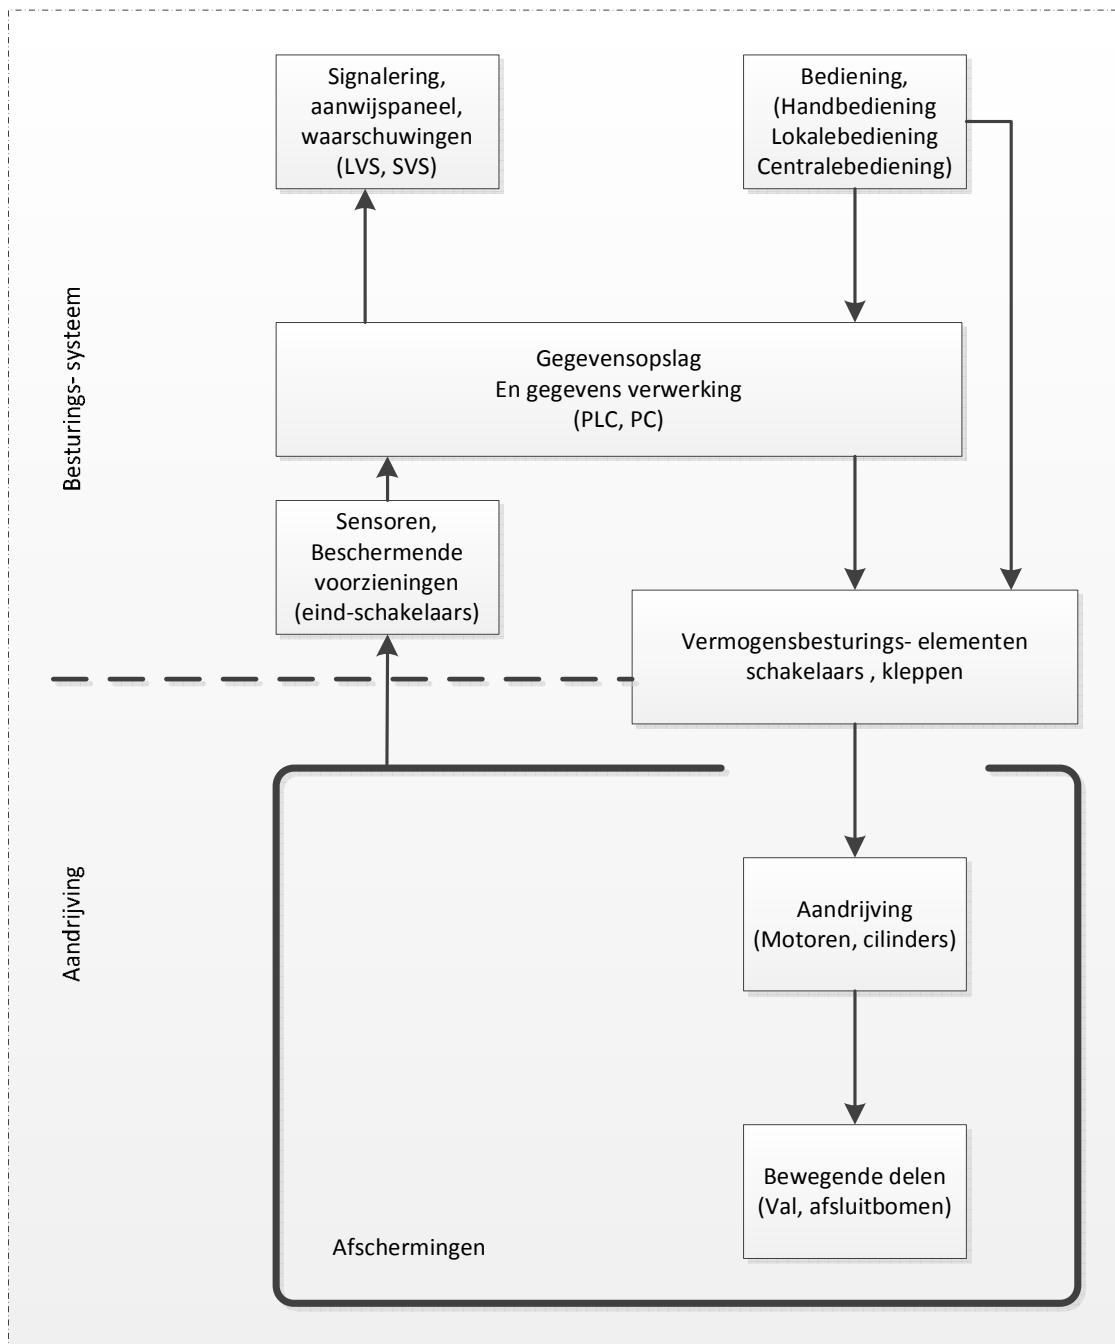 Signalering,
aanwijspaneel,
waarschuwingen
(LVS, SVS)
Bediening,
(Handbediening
Lokalebediening
Centralebediening)
Besturings- systeem
Gegevensopslag
En gegevens verwerking
(PLC, PC)
Sensoren,
Beschermende
voorzieningen
(eind-schakelaars)
Vermogensbesturings- elementen
schakelaars , kleppen
Aandrijving
Aandrijving
(Motoren, cilinders)
Bewegende delen
(Val, afsluitbomen)
Afschermingen